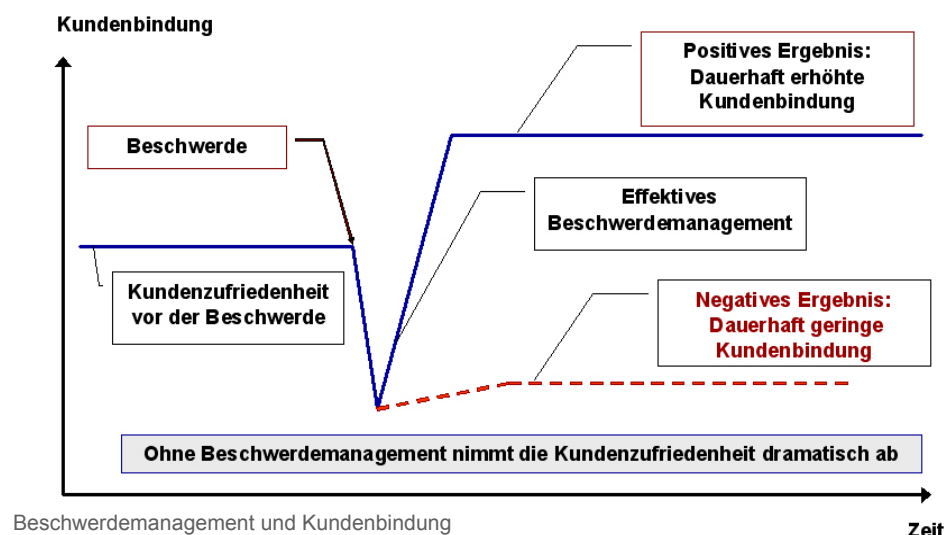 Kundenbindung
Positives Ergebnis:
Dauerhaft erhöhte
Kundenbindung
Beschwerde
Effektives
Beschwerdemanagement
Kundenzufriedenheit
vor der Beschwerde
Negatives Ergebnis:
Dauerhaft geringe
Kundenbindung
Ohne Beschwerdemanagement nimmt die Kundenzufriedenheit dramatisch ab
Beschwerdemanagement und Kundenbindung
Zeit